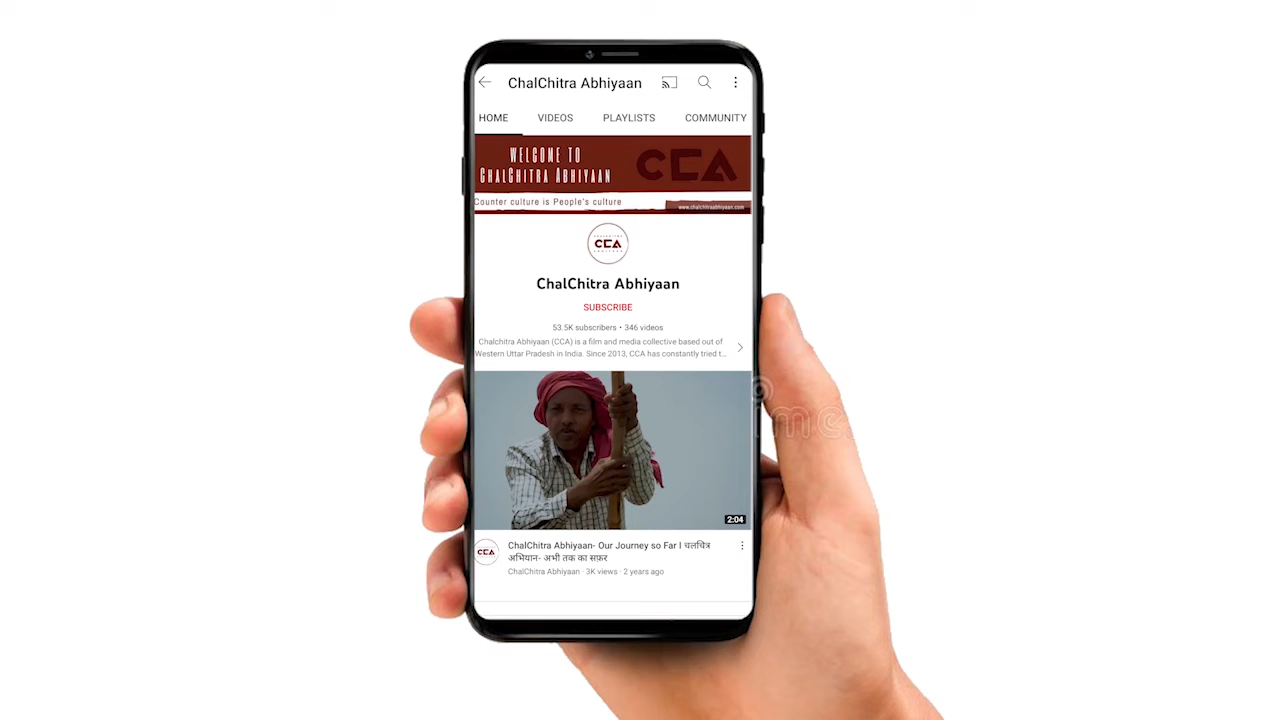 ChalChitra Abhiyaan
HOME VIDEOS PLAYLISTS COMMUNITY
WELCOME TO
CHALCHITRA ABHIYAAN
CCA
Counter culture is People's culture
www.chalchitraabhiyaan.com
CHALCHITRA
CCA
ABHIYAAN
ChalChitra Abhiyaan
SUBSCRIBE
53.5K subscribers • 346 videos
Chalchitra Abhiyaan (CCA) is a film and media collective based out of
Western Uttar Pradesh in India. Since 2013, CCA has constantly tried t...
2:04
CCA
ChalChitra Abhiyaan- Our Journey so Far l चलचित्र
अभियान- अभी तक का सफ़र
ChalChitra Abhiyaan · 3K views · 2 years ago